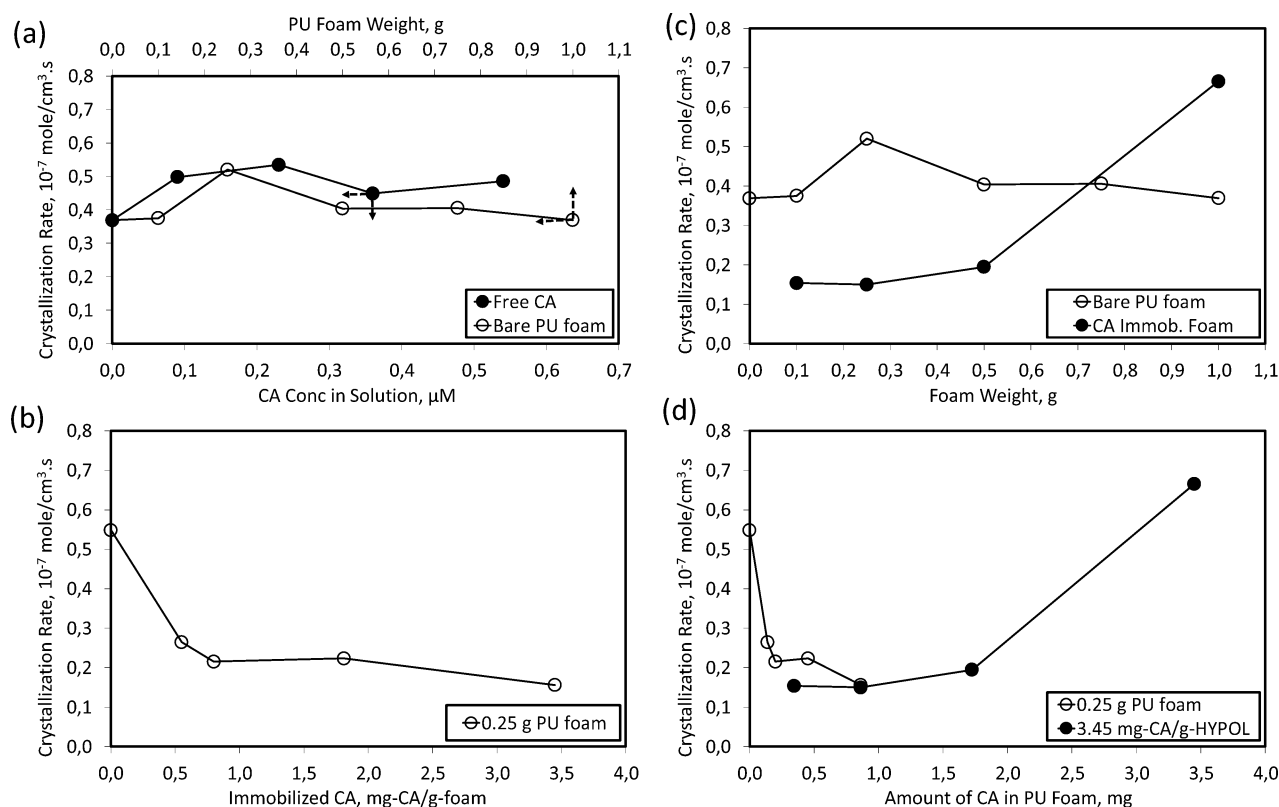 (a)
PU Foam Weight, g
0,0 0,1 0,2 0,3 0,4 0,5 0,6 0,7 0,8 0,9 1,0 1,1
0,8
0,7
0,6
0,5
0,4
0,3
0,2
0,1
0,0
Crystallization Rate, 10⁻⁷ mole/cm³.s
Free CA
Bare PU foam
0,0 0,1 0,2 0,3 0,4 0,5 0,6 0,7
CA Conc in Solution, µM
(c)
0,8
0,7
0,6
0,5
0,4
0,3
0,2
0,1
0,0
Crystallization Rate, 10⁻⁷ mole/cm³.s
Bare PU foam
CA Immob. Foam
0,0 0,1 0,2 0,3 0,4 0,5 0,6 0,7 0,8 0,9 1,0 1,1
Foam Weight, g
(b)
0,8
0,7
0,6
0,5
0,4
0,3
0,2
0,1
0,0
Crystallization Rate, 10⁻⁷ mole/cm³.s
0.25 g PU foam
0,0 0,5 1,0 1,5 2,0 2,5 3,0 3,5 4,0
Immobilized CA, mg-CA/g-foam
(d)
0,8
0,7
0,6
0,5
0,4
0,3
0,2
0,1
0,0
Crystallization Rate, 10⁻⁷ mole/cm³.s
0.25 g PU foam
3.45 mg-CA/g-HYPOL
0,0 0,5 1,0 1,5 2,0 2,5 3,0 3,5 4,0
Amount of CA in PU Foam, mg